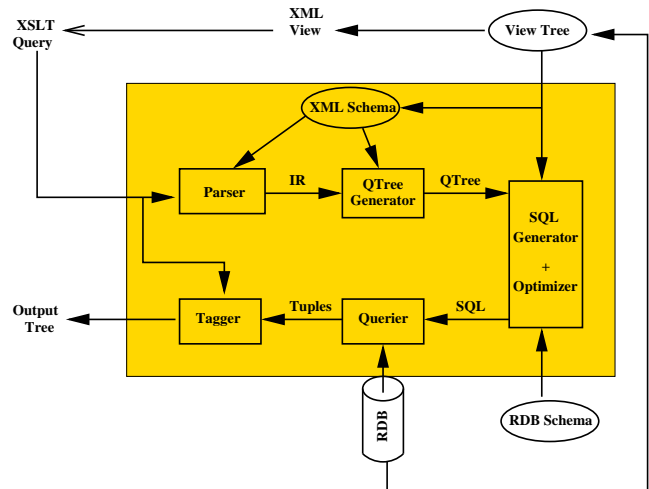 XSLT
Query
XML
View
View Tree
XML Schema
Parser
IR
QTree
Generator
QTree
SQL
Generator
+
Optimizer
Output
Tree
Tagger
Tuples
Querier
SQL
RDB
RDB Schema